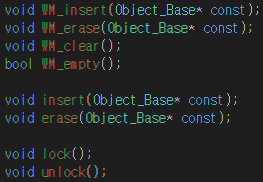 void WM_insert(Object_Base* const);
void WM_erase(Object_Base* const);
void WM_clear();
bool WM_empty();
void insert(Object_Base* const);
void erase(Object_Base* const);
void lock();
void unlock();